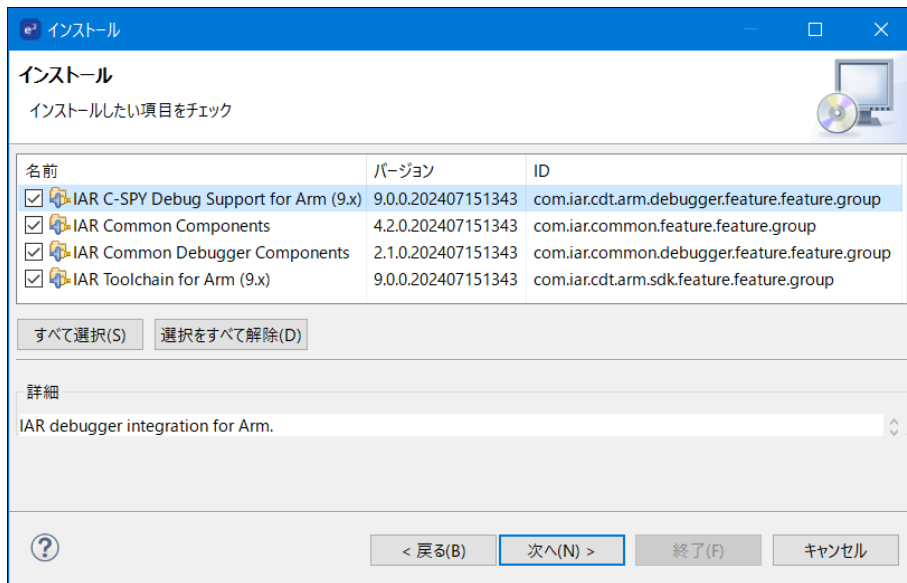 e² インストール
インストール
インストールしたい項目をチェック
名前 バージョン ID
IAR C-SPY Debug Support for Arm (9.x) 9.0.0.202407151343 com.iar.cdt.arm.debugger.feature.feature.group
IAR Common Components 4.2.0.202407151343 com.iar.common.feature.feature.group
IAR Common Debugger Components 2.1.0.202407151343 com.iar.common.debugger.feature.feature.group
IAR Toolchain for Arm (9.x) 9.0.0.202407151343 com.iar.cdt.arm.sdk.feature.feature.group
すべて選択(S) 選択をすべて解除(D)
詳細
IAR debugger integration for Arm.
? < 戻る(B) 次へ(N) > 終了(F) キャンセル